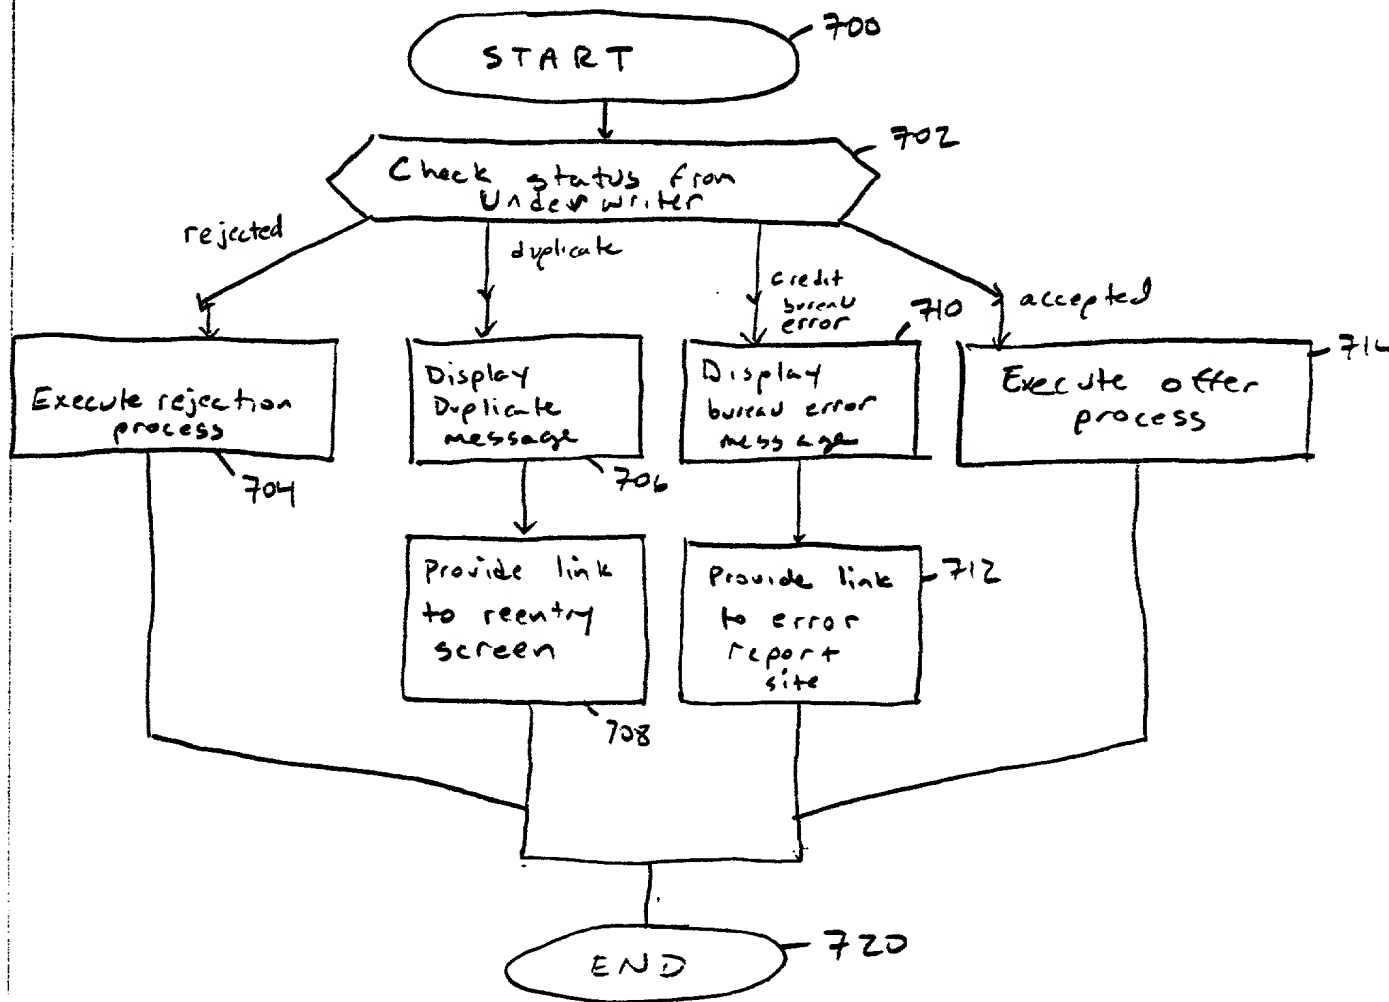 700
START
702
Check status from
Underwriter
rejected
duplicate
credit
bureau
error
accepted
710
Execute rejection
process
704
Display
Duplicate
message
706
Display
bureau error
message
Execute offer
process
Provide link
to reentry
screen
708
Provide link
to error
report
site
712
END
720